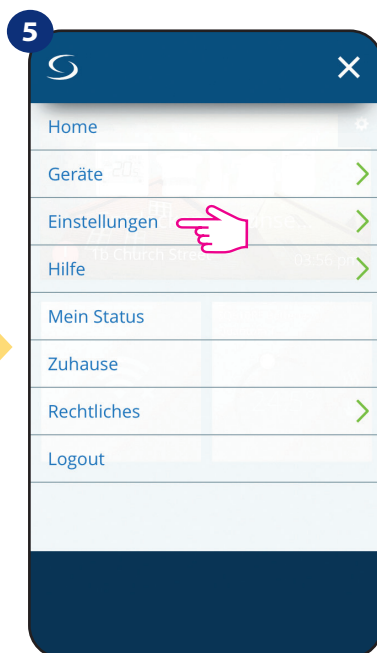 5
Home
Geräte
Einstellungen
Hilfe
Mein Status
Zuhause
Rechtliches
Logout